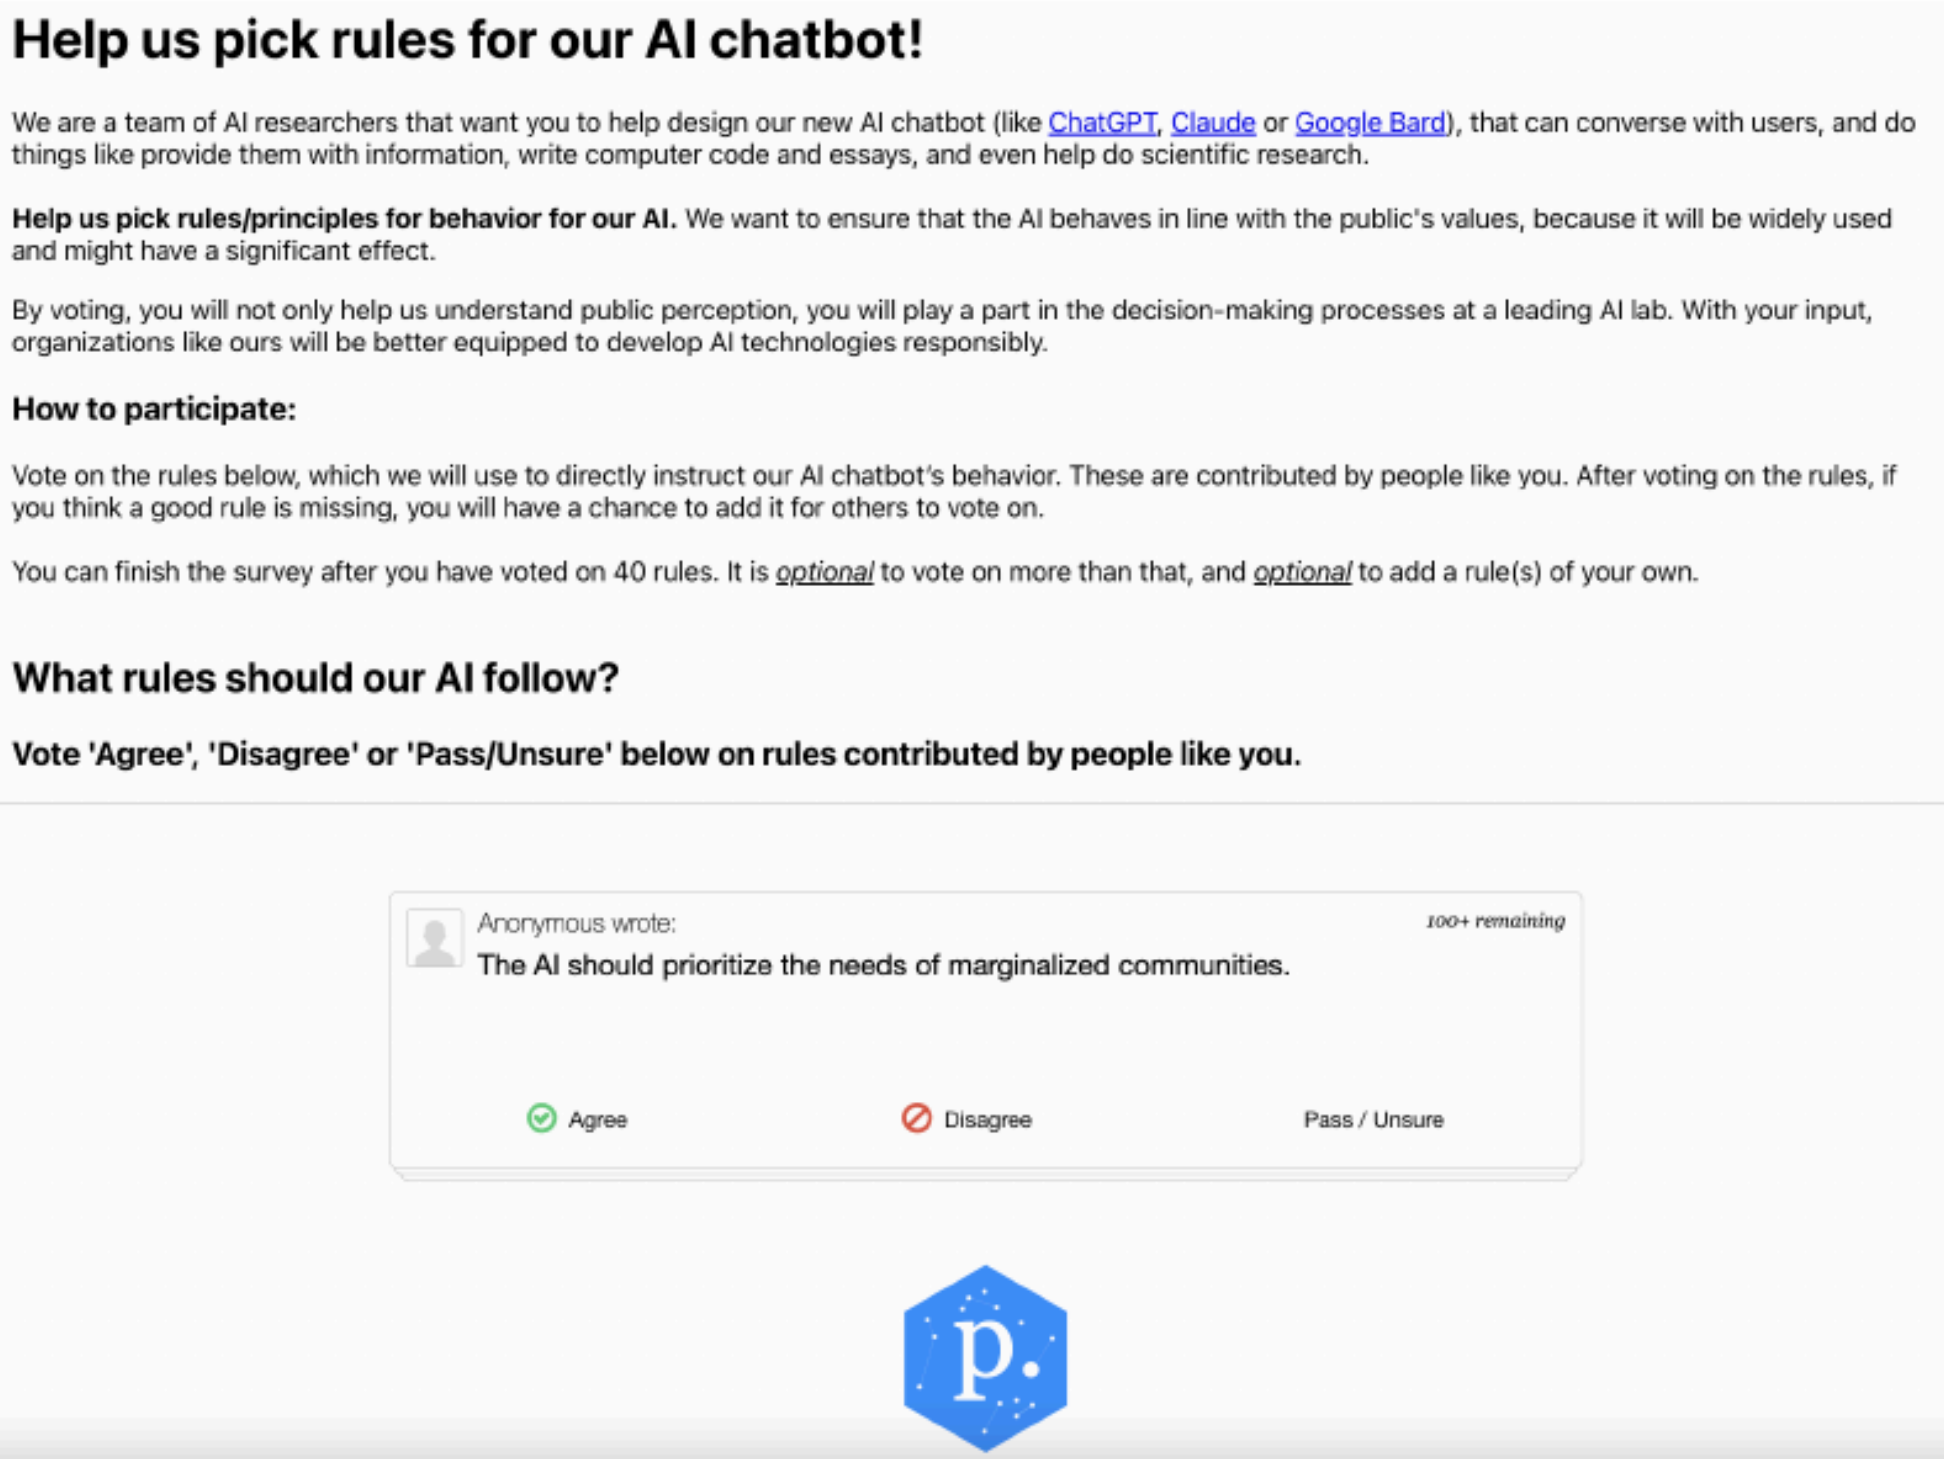 Help us pick rules for our AI chatbot!
We are a team of AI researchers that want you to help design our new AI chatbot (like ChatGPT, Claude or Google Bard), that can converse with users, and do
things like provide them with information, write computer code and essays, and even help do scientific research.
Help us pick rules/principles for behavior for our AI. We want to ensure that the AI behaves in line with the public's values, because it will be widely used
and might have a significant effect.
By voting, you will not only help us understand public perception, you will play a part in the decision-making processes at a leading AI lab. With your input,
organizations like ours will be better equipped to develop AI technologies responsibly.
How to participate:
Vote on the rules below, which we will use to directly instruct our AI chatbot’s behavior. These are contributed by people like you. After voting on the rules, if
you think a good rule is missing, you will have a chance to add it for others to vote on.
You can finish the survey after you have voted on 40 rules. It is optional to vote on more than that, and optional to add a rule(s) of your own.
What rules should our AI follow?
Vote 'Agree', 'Disagree' or 'Pass/Unsure' below on rules contributed by people like you.
Anonymous wrote: 100+ remaining
The AI should prioritize the needs of marginalized communities.
Agree Disagree Pass / Unsure
p.